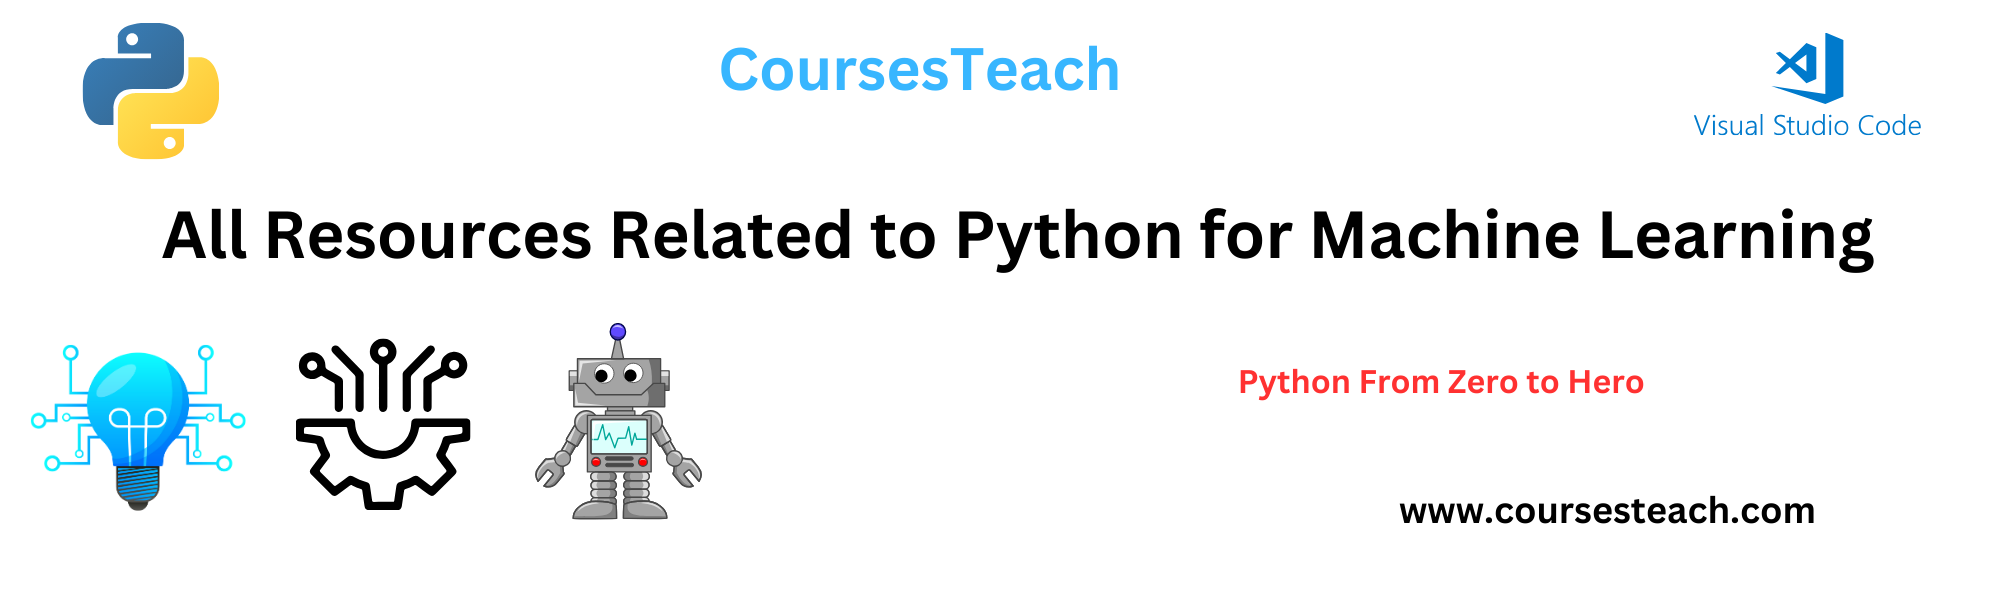 CoursesTeach
Visual Studio Code
All Resources Related to Python for Machine Learning
Python From Zero to Hero
www.coursesteach.com